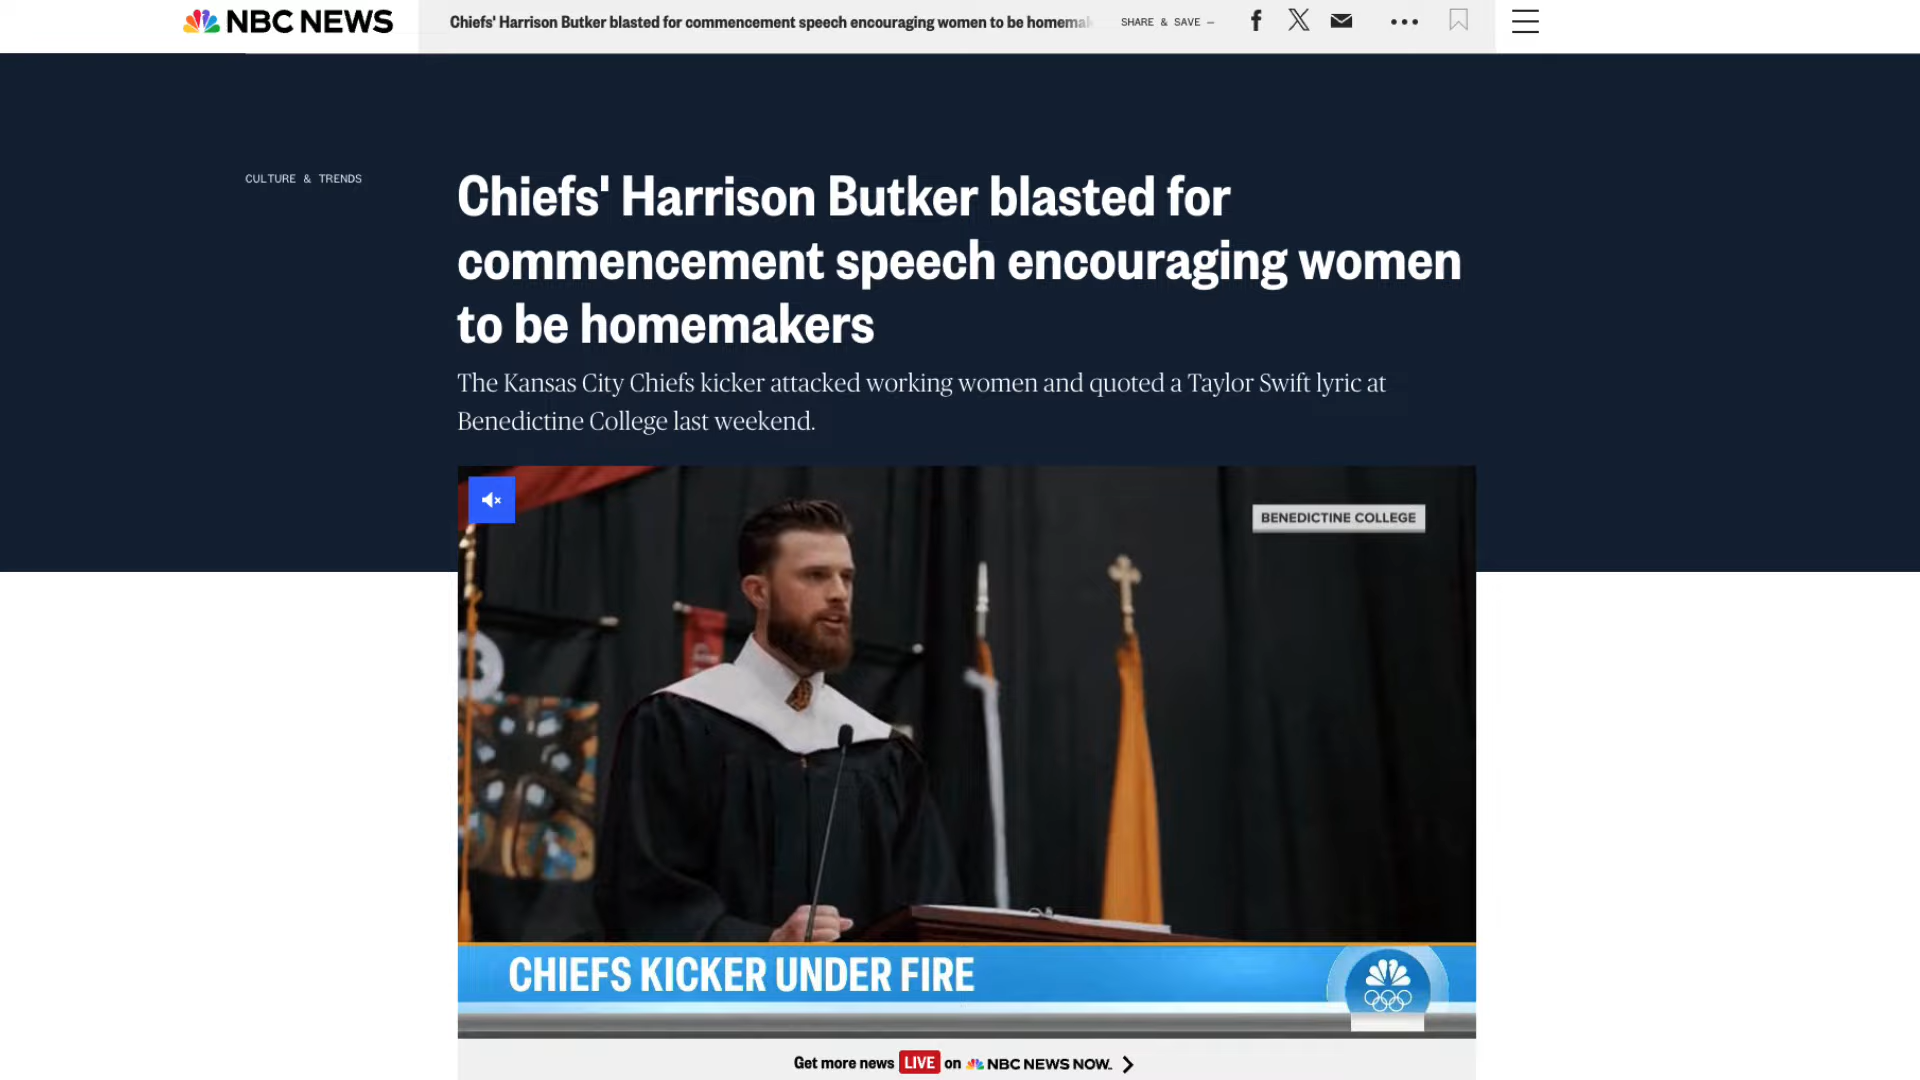 NBC NEWS
Chiefs' Harrison Butker blasted for commencement speech encouraging women to be
SHARE & SAVE —
CULTURE & TRENDS
Chiefs' Harrison Butker blasted for
commencement speech encouraging women
to be homemakers
The Kansas City Chiefs kicker attacked working women and quoted a Taylor Swift lyric at
Benedictine College last weekend.
BENEDICTINE COLLEGE
CHIEFS KICKER UNDER FIRE
Get more news LIVE on NBC NEWS NOW.